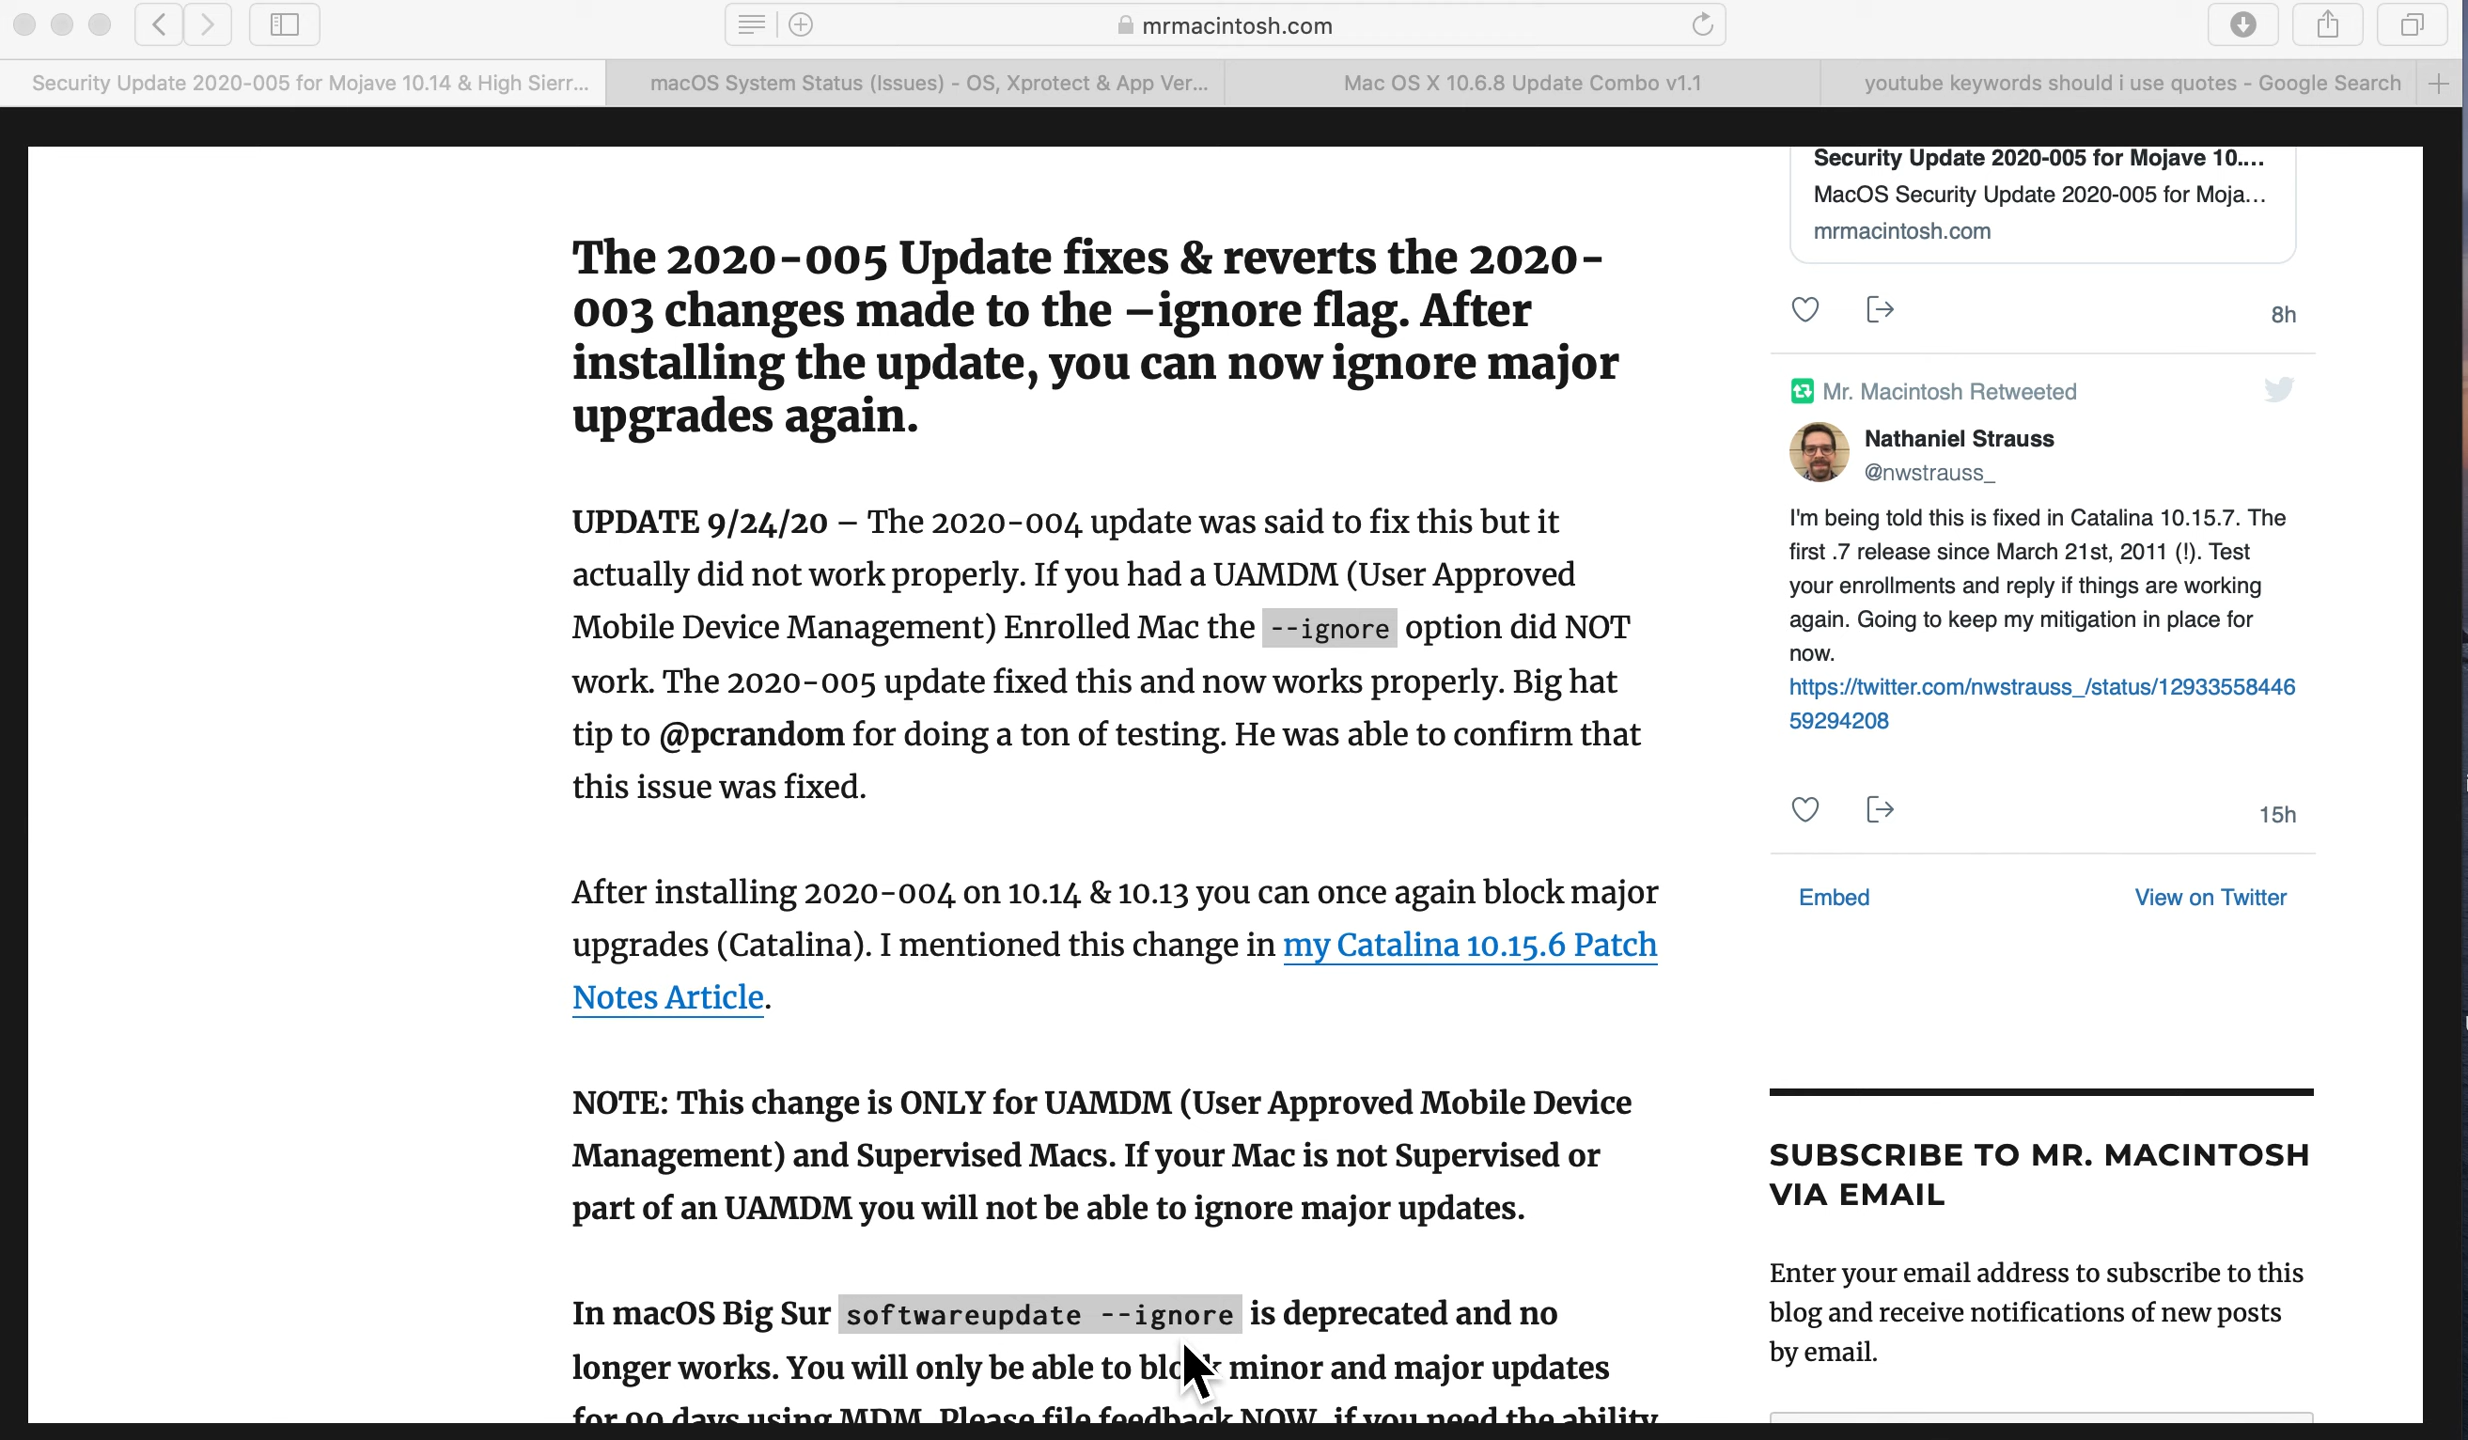 mrmacintosh.com
Security Update 2020-005 for Mojave 10.14 & High Sierr...
macOS System Status (Issues) - OS, Xprotect & App Ver...
Mac OS X 10.6.8 Update Combo v1.1
youtube keywords should i use quotes - Google Search
The 2020-005 Update fixes & reverts the 2020-
003 changes made to the –ignore flag. After
installing the update, you can now ignore major
upgrades again.
UPDATE 9/24/20 – The 2020-004 update was said to fix this but it
actually did not work properly. If you had a UAMDM (User Approved
Mobile Device Management) Enrolled Mac the --ignore option did NOT
work. The 2020-005 update fixed this and now works properly. Big hat
tip to @pcrandom for doing a ton of testing. He was able to confirm that
this issue was fixed.
After installing 2020-004 on 10.14 & 10.13 you can once again block major
upgrades (Catalina). I mentioned this change in my Catalina 10.15.6 Patch
Notes Article.
NOTE: This change is ONLY for UAMDM (User Approved Mobile Device
Management) and Supervised Macs. If your Mac is not Supervised or
part of an UAMDM you will not be able to ignore major updates.
In macOS Big Sur softwareupdate --ignore is deprecated and no
longer works. You will only be able to block minor and major updates
for 90 days using MDM. Please file feedback NOW, if you need the ability
Security Update 2020-005 for Mojave 10....
MacOS Security Update 2020-005 for Moja...
mrmacintosh.com
8h
Mr. Macintosh Retweeted
Nathaniel Strauss
@nwstrauss_
I'm being told this is fixed in Catalina 10.15.7. The
first .7 release since March 21st, 2011 (!). Test
your enrollments and reply if things are working
again. Going to keep my mitigation in place for
now.
https://twitter.com/nwstrauss_/status/12933558446
59294208
15h
Embed
View on Twitter
SUBSCRIBE TO MR. MACINTOSH
VIA EMAIL
Enter your email address to subscribe to this
blog and receive notifications of new posts
by email.